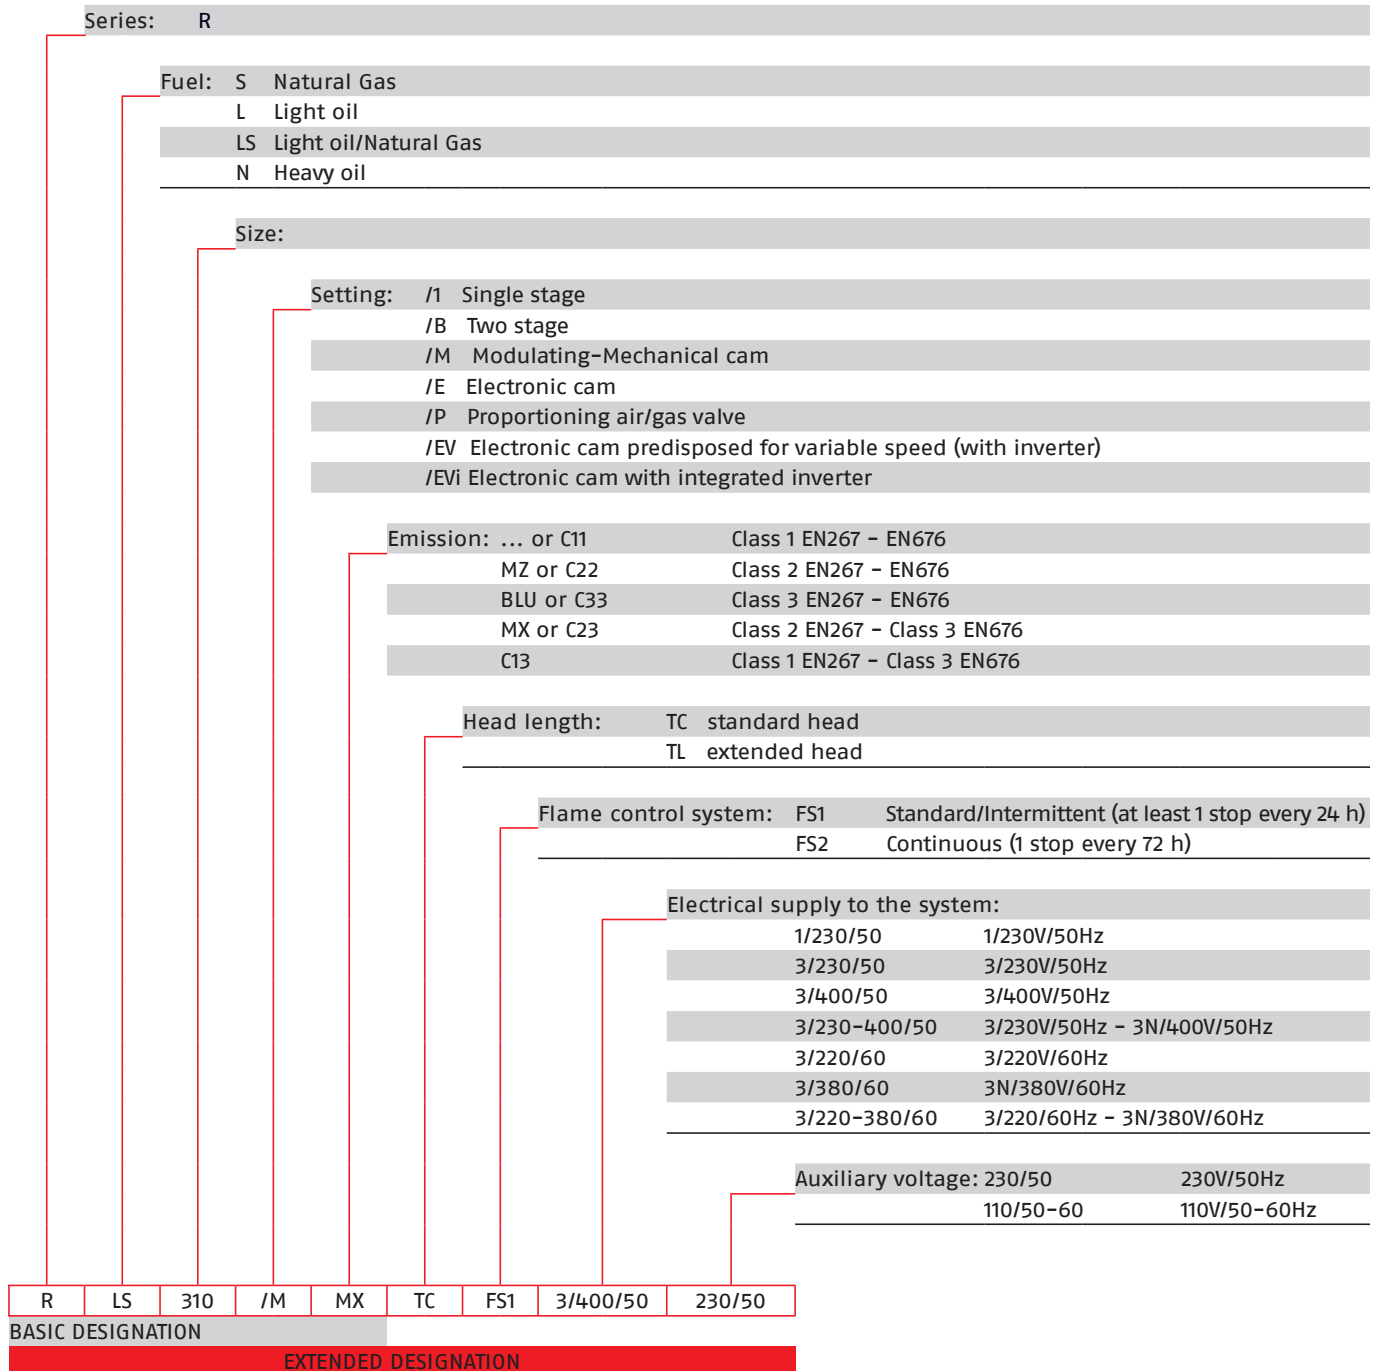 Series: R
Fuel: S Natural Gas
L Light oil
LS Light oil/Natural Gas
N Heavy oil
Size:
Setting: /1 Single stage
/B Two stage
/M Modulating-Mechanical cam
/E Electronic cam
/P Proportioning air/gas valve
/EV Electronic cam predisposed for variable speed (with inverter)
/EVi Electronic cam with integrated inverter
Emission: ... or C11 Class 1 EN267 - EN676
MZ or C22 Class 2 EN267 - EN676
BLU or C33 Class 3 EN267 - EN676
MX or C23 Class 2 EN267 - Class 3 EN676
C13 Class 1 EN267 - Class 3 EN676
Head length: TC standard head
TL extended head
Flame control system: FS1 Standard/Intermittent (at least 1 stop every 24 h)
FS2 Continuous (1 stop every 72 h)
Electrical supply to the system:
1/230/50 1/230V/50Hz
3/230/50 3/230V/50Hz
3/400/50 3/400V/50Hz
3/230-400/50 3/230V/50Hz - 3N/400V/50Hz
3/220/60 3/220V/60Hz
3/380/60 3N/380V/60Hz
3/220-380/60 3/220/60Hz - 3N/380V/60Hz
Auxiliary voltage: 230/50 230V/50Hz
110/50-60 110V/50-60Hz
R LS 310 /M MX TC FS1 3/400/50 230/50
BASIC DESIGNATION
EXTENDED DESIGNATION